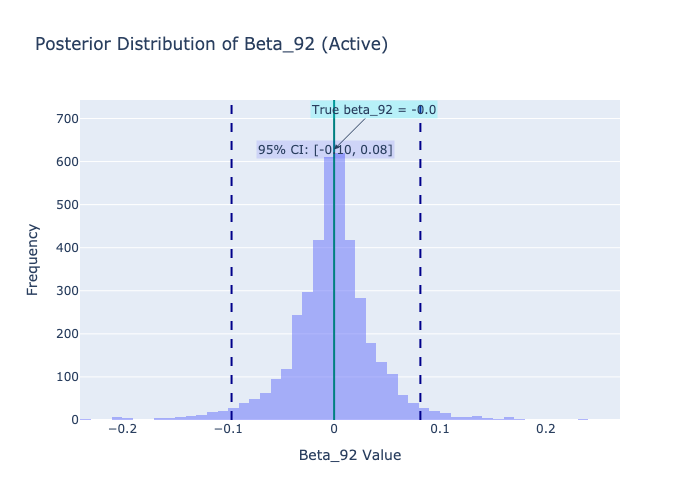 Posterior Distribution of Beta_92 (Active)
True beta_92 = -0.0
95% CI: [-0.10, 0.08]
700
600
500
400
300
200
100
0
Frequency
−0.2
−0.1
0
0.1
0.2
Beta_92 Value